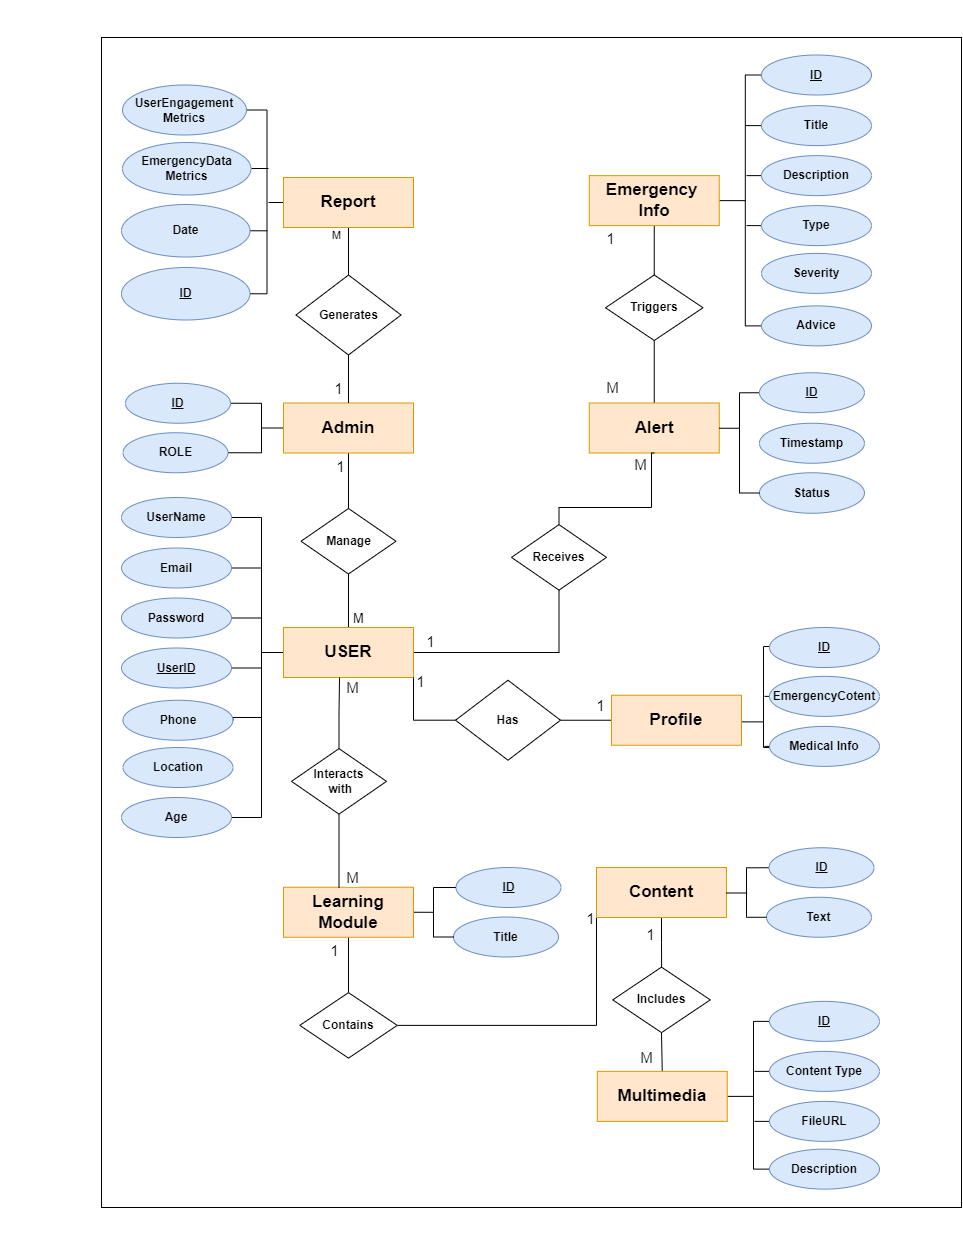 UserEngagement
Metrics
EmergencyData
Metrics
Date
ID
Report
M
Generates
1
ID
ROLE
Admin
1
Manage
M
UserName
Email
Password
UserID
Phone
Location
Age
USER
1
1
M
Emergency
Info
1
ID
Title
Description
Type
Severity
Advice
Triggers
M
Alert
M
ID
Timestamp
Status
Receives
Has
1
Profile
ID
EmergencyCotent
Medical Info
Interacts
with
M
Learning
Module
1
ID
Title
Contains
1
Content
1
ID
Text
Includes
M
Multimedia
ID
Content Type
FileURL
Description